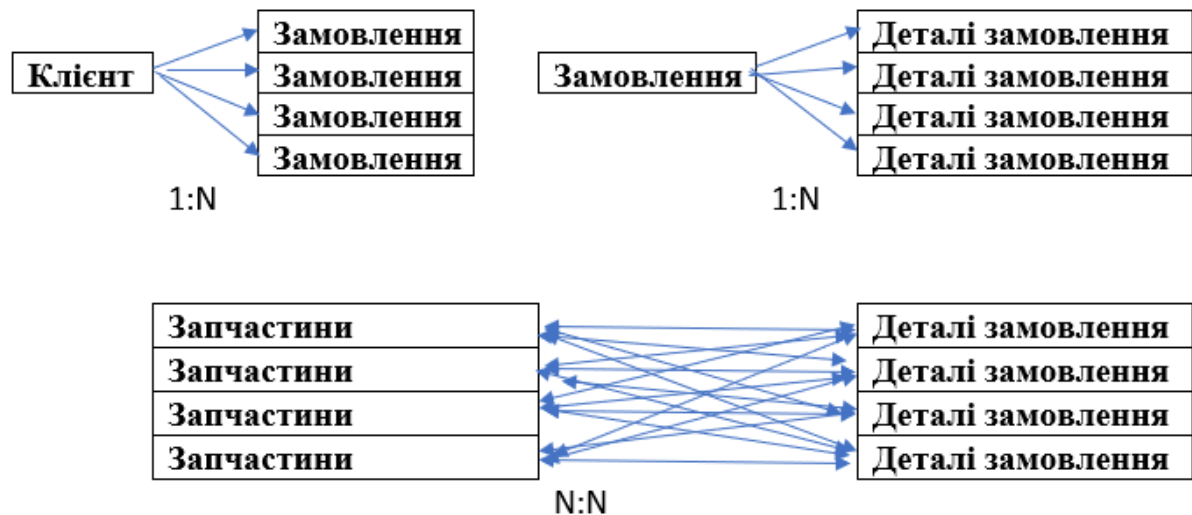 Клієнт
Замовлення
Замовлення
Замовлення
Замовлення
1:N
Замовлення
Деталі замовлення
Деталі замовлення
Деталі замовлення
Деталі замовлення
1:N
Запчастини
Запчастини
Запчастини
Запчастини
Деталі замовлення
Деталі замовлення
Деталі замовлення
Деталі замовлення
N:N